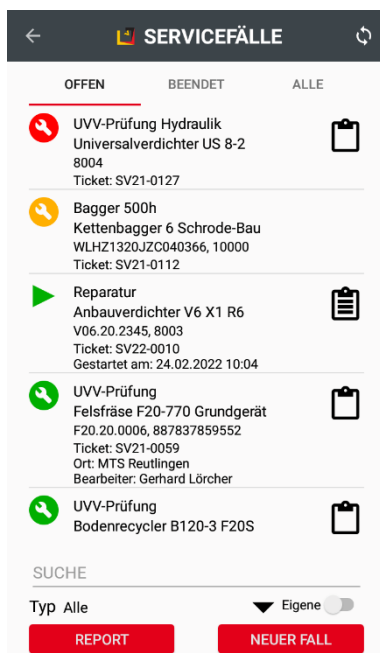 SERVICEFÄLLE
OFFEN BEENDET ALLE
UVV-Prüfung Hydraulik
Universalverdichter US 8-2
8004
Ticket: SV21-0127
Bagger 500h
Kettenbagger 6 Schrode-Bau
WLHZ1320JZC040366, 10000
Ticket: SV21-0112
Reparatur
Anbauverdichter V6 X1 R6
V06.20.2345, 8003
Ticket: SV22-0010
Gestartet am: 24.02.2022 10:04
UVV-Prüfung
Felsfräse F20-770 Grundgerät
F20.20.0006, 887837859552
Ticket: SV21-0059
Ort: MTS Reutlingen
Bearbeiter: Gerhard Lörcher
UVV-Prüfung
Bodenrecycler B120-3 F20S
SUCHE
Typ Alle Eigene
REPORT NEUER FALL